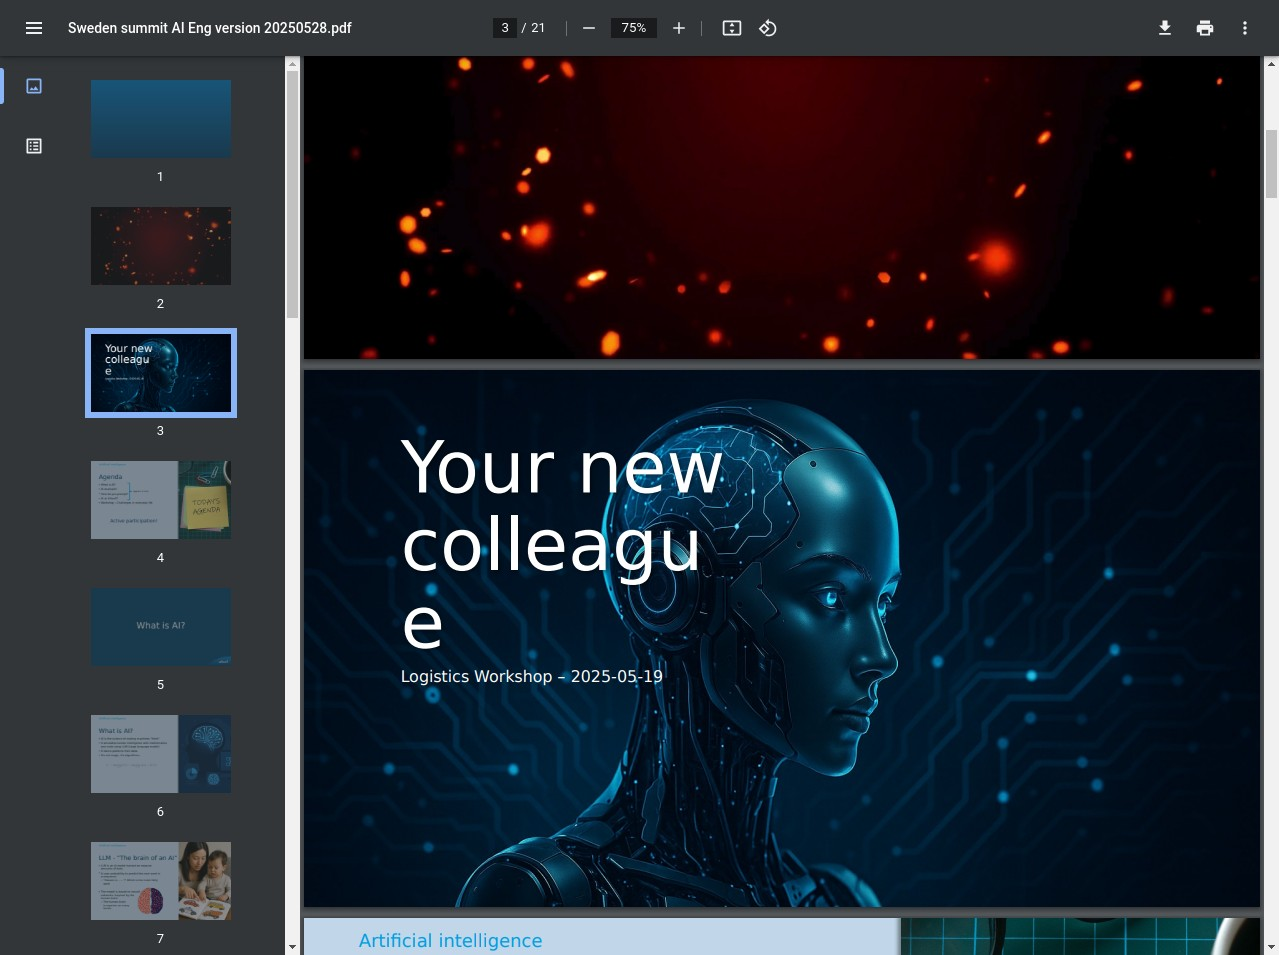 Sweden summit AI Eng version 20250528.pdf
3 / 21
75%
1
2
Your new
colleagu
e
3
Agenda
Active participation!
TODAY'S
AGENDA
4
What is AI?
5
What is AI?
6
LLM - "The brain of an AI"
7
Your new
colleagu
e
Logistics Workshop – 2025-05-19
Artificial intelligence